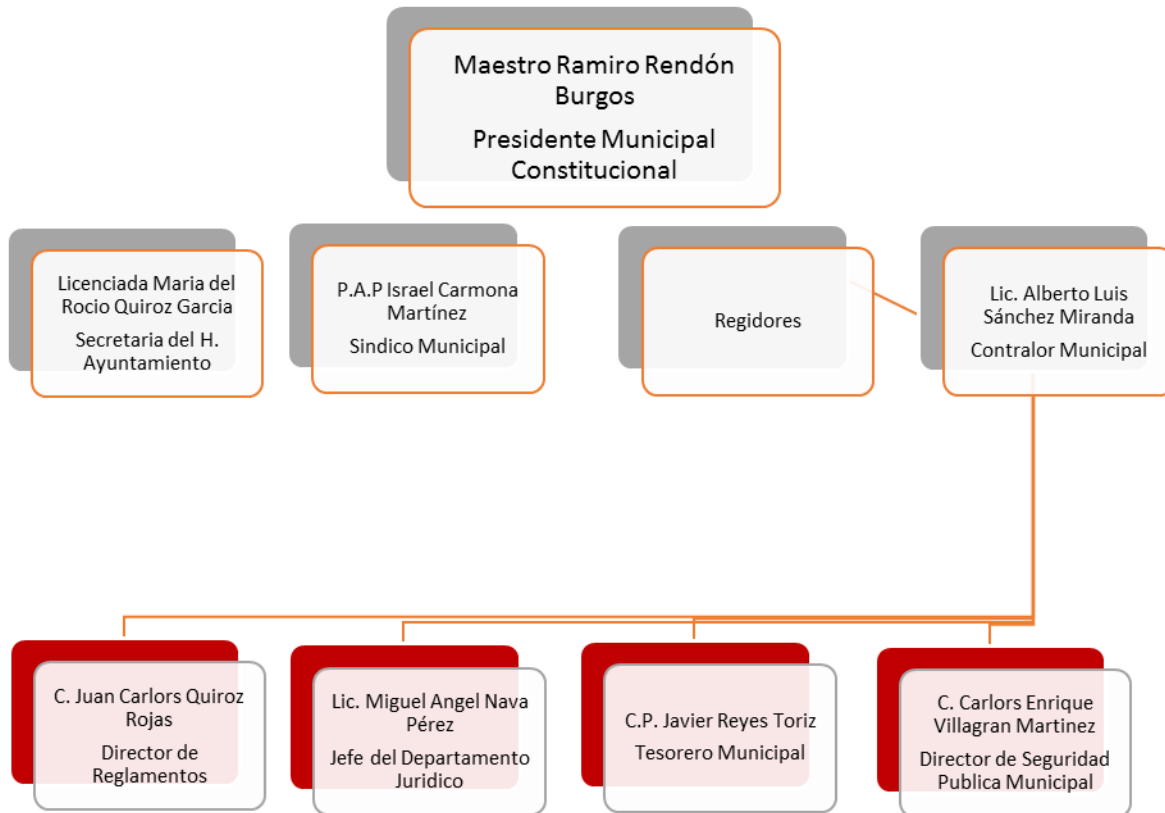 Maestro Ramiro Rendón
Burgos
Presidente Municipal
Constitucional
Licenciada Maria del
Rocio Quiroz Garcia
Secretaria del H.
Ayuntamiento
P.A.P Israel Carmona
Martínez
Sindico Municipal
Regidores
Lic. Alberto Luis
Sánchez Miranda
Contralor Municipal
C. Juan Carlors Quiroz
Rojas
Director de
Reglamentos
Lic. Miguel Angel Nava
Pérez
Jefe del Departamento
Juridico
C.P. Javier Reyes Toriz
Tesorero Municipal
C. Carlors Enrique
Villagran Martinez
Director de Seguridad
Publica Municipal